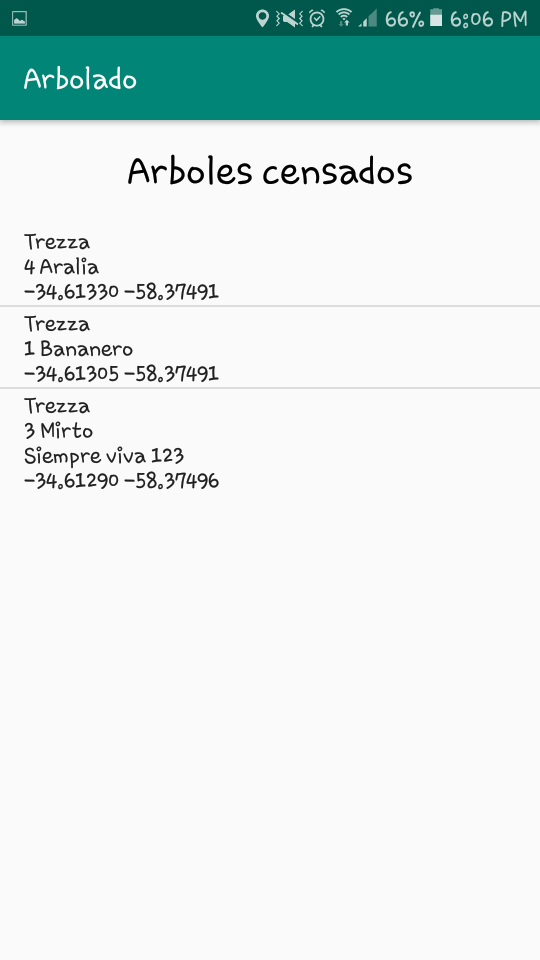 66% 6:06 PM
Arbolado
Arboles censados
Trezza
4 Aralia
-34.61330 -58.37491
Trezza
1 Bananero
-34.61305 -58.37491
Trezza
3 Mirto
Siempre viva 123
-34.61290 -58.37496